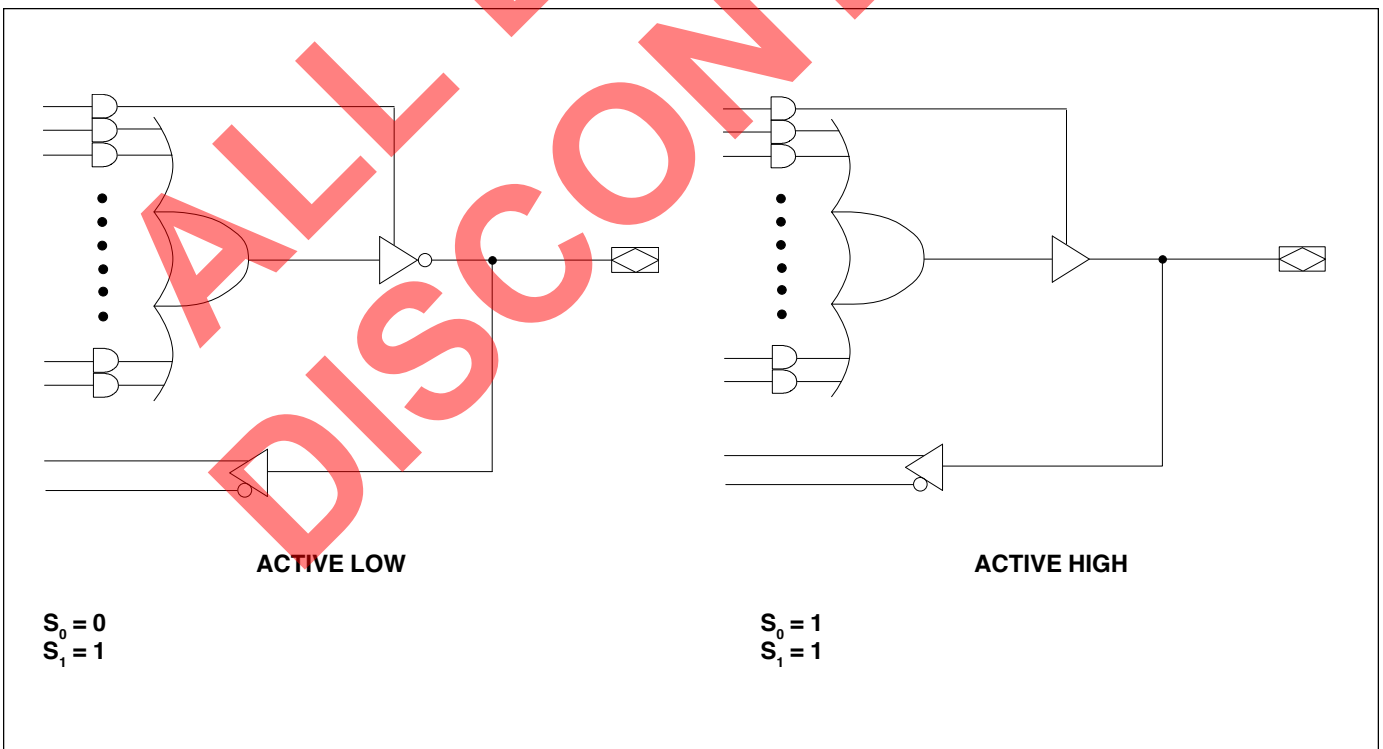 ALL
DISCON
ACTIVE LOW
ACTIVE HIGH
S₀ = 0
S₁ = 1
S₀ = 1
S₁ = 1